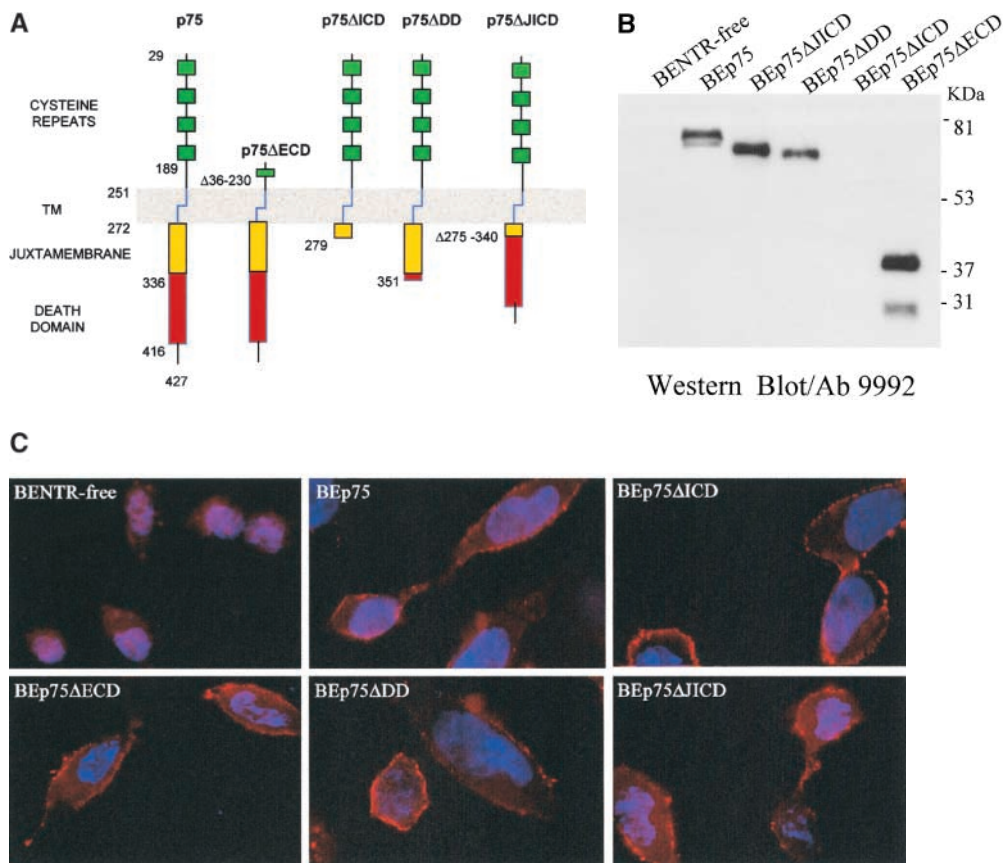 A
p75
p75ΔICD
p75ΔDD
p75ΔJICD
29
CYSTEINE
REPEATS
p75ΔECD
189
Δ36-230
251
TM
272
JUXTAMEMBRANE
279
Δ275 -340
336
351
DEATH
DOMAIN
416
427
B
BENTR-free
BEp75
BEp75ΔJICD
BEp75ΔDD
BEp75ΔICD
BEp75ΔECD
KDa
- 81
- 53
- 37
- 31
Western Blot/Ab 9992
C
BENTR-free
BEp75
BEp75ΔICD
BEp75ΔECD
BEp75ΔDD
BEp75ΔJICD